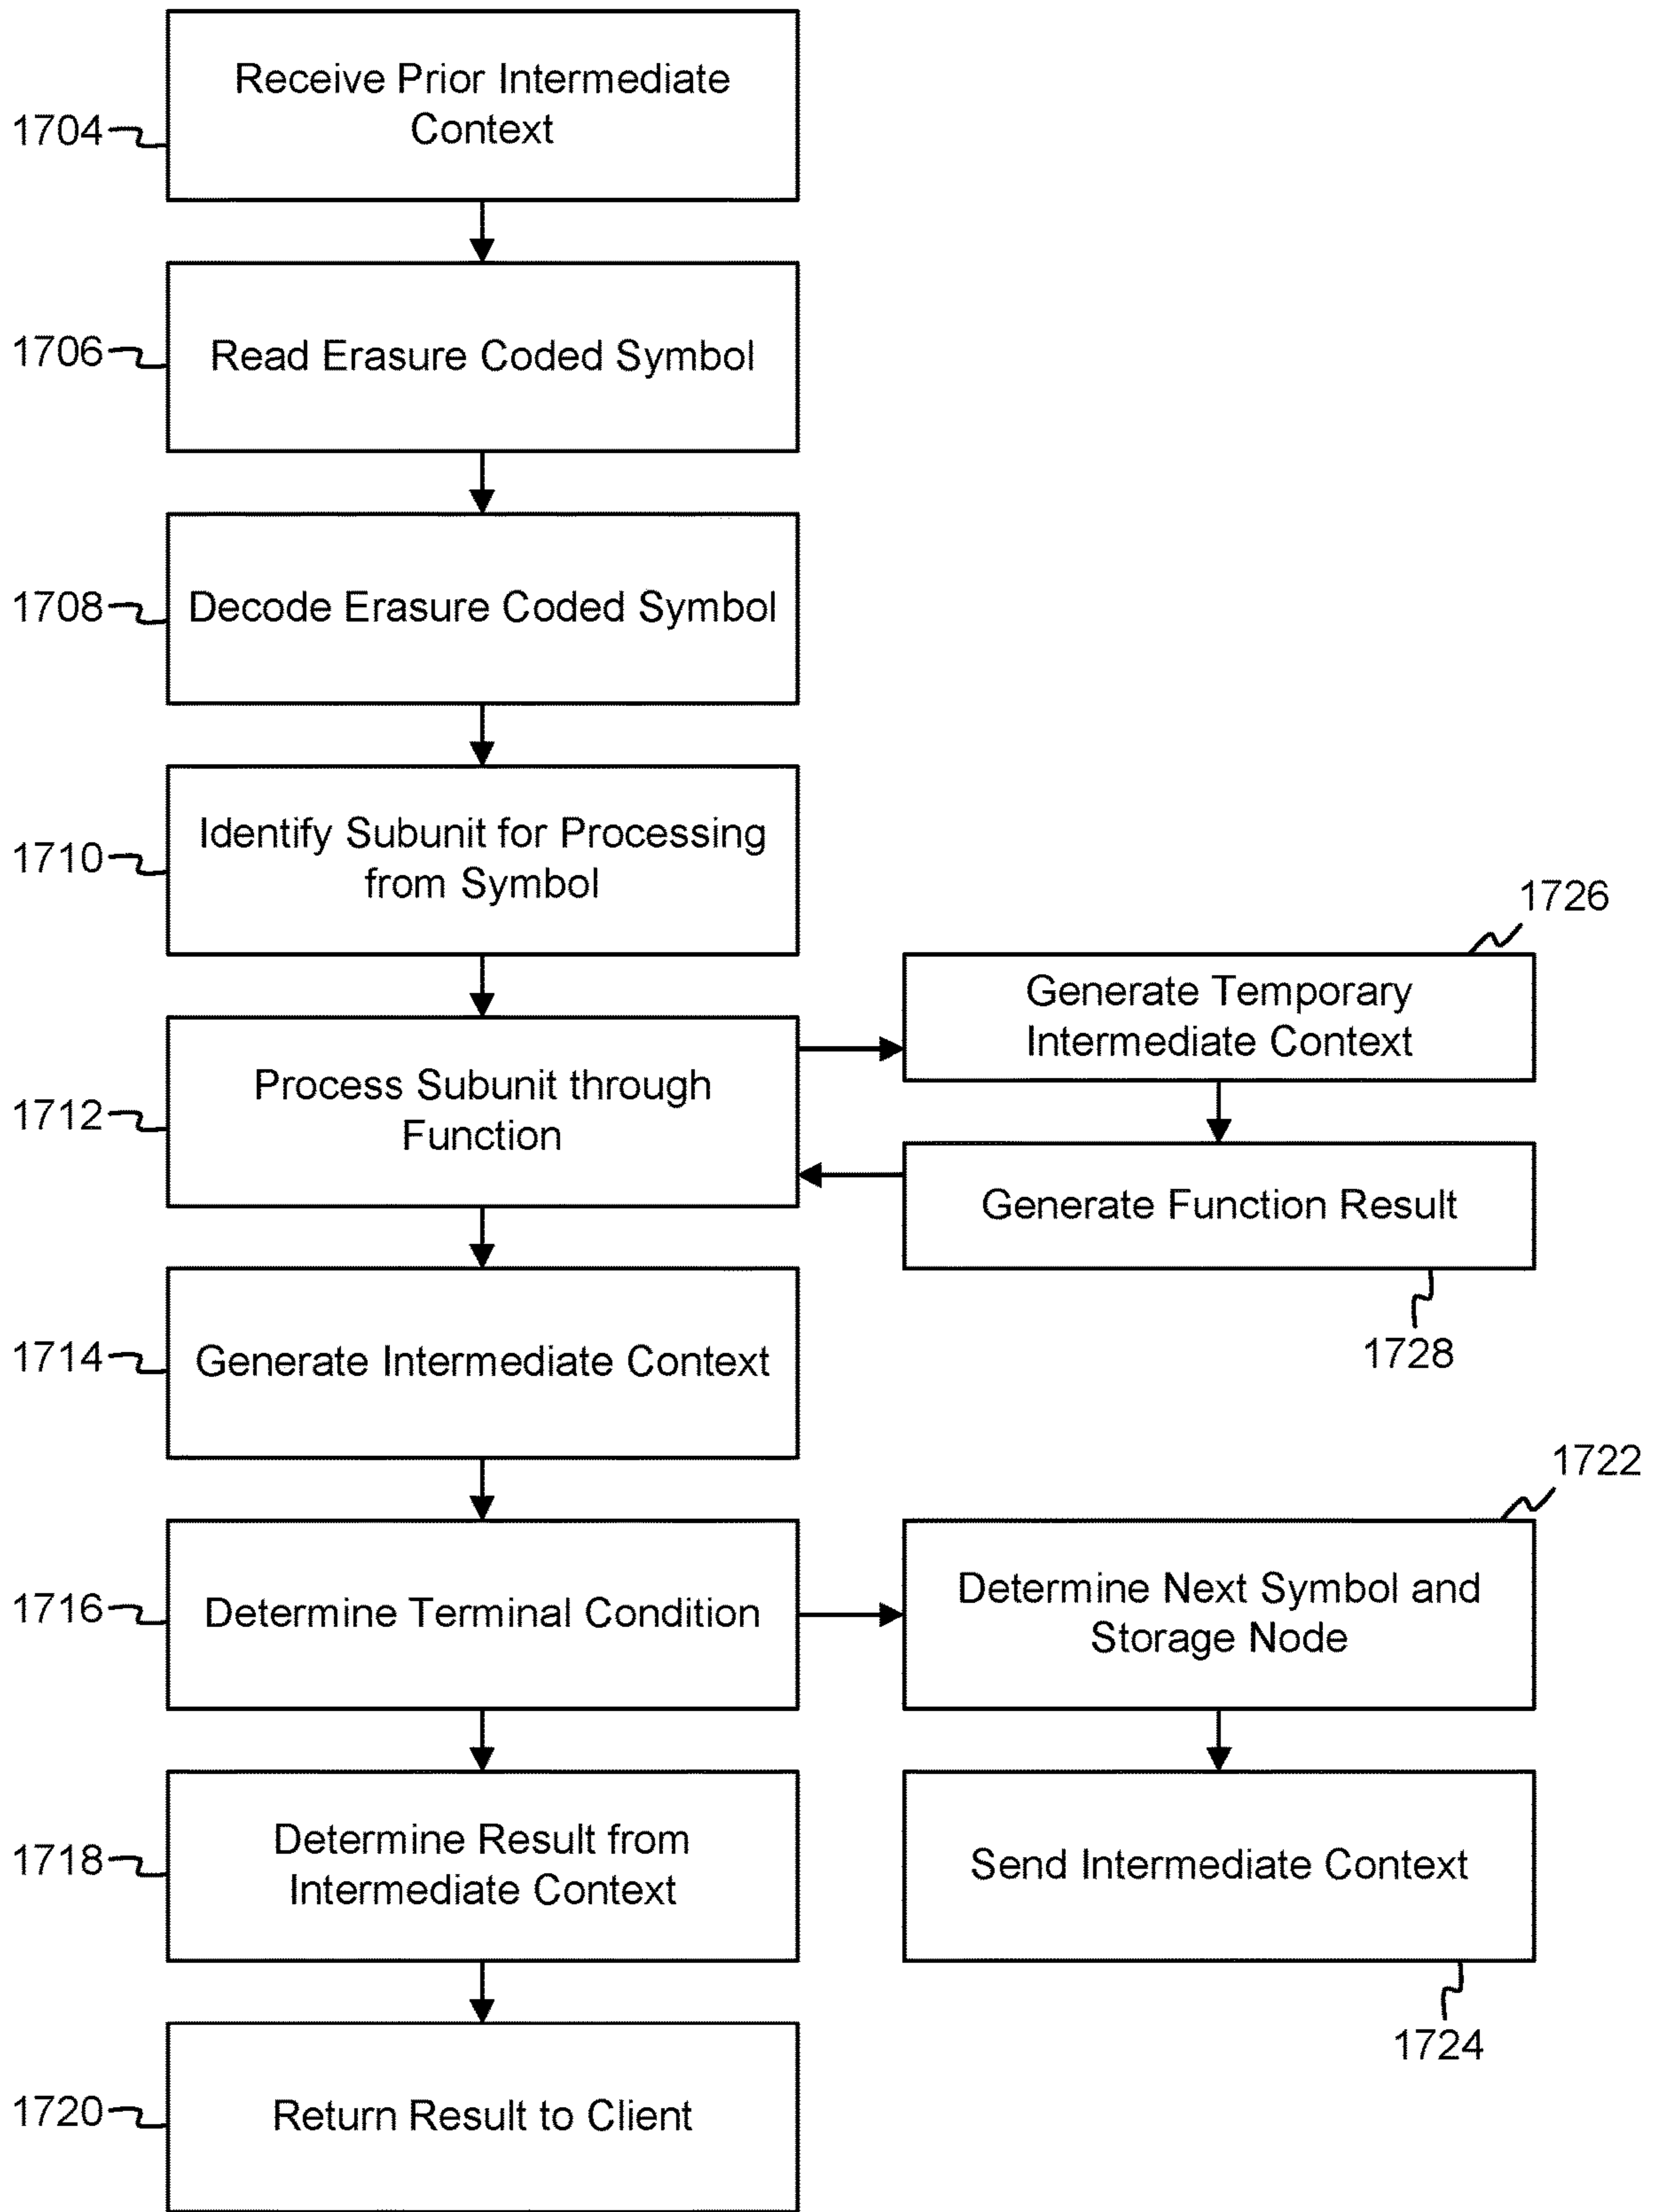 Receive Prior Intermediate
Context
1704
1706
Read Erasure Coded Symbol
1708
Decode Erasure Coded Symbol
1710
Identify Subunit for Processing
from Symbol
1726
Generate Temporary
Intermediate Context
1712
Process Subunit through
Function
Generate Function Result
1728
1714
Generate Intermediate Context
1722
1716
Determine Terminal Condition
Determine Next Symbol and
Storage Node
1718
Determine Result from
Intermediate Context
Send Intermediate Context
1724
1720
Return Result to Client